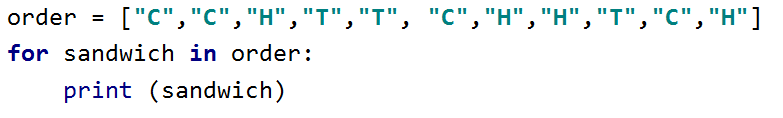 order = ["C","C","H","T","T", "C","H","H","T","C","H"]
for sandwich in order:
    print (sandwich)